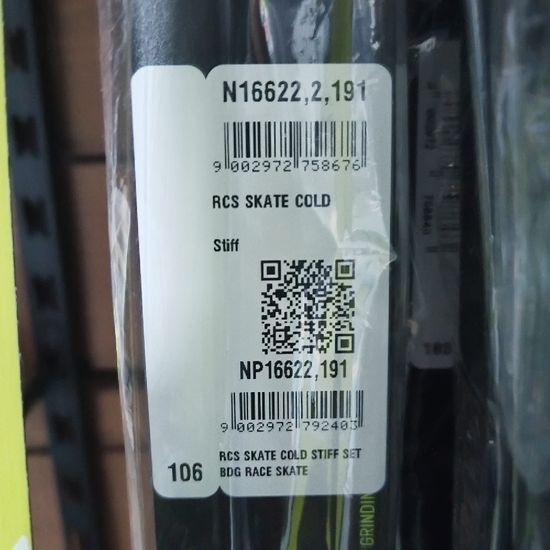 N16622,2,191
9 002972 758676
RCS SKATE COLD
Stiff
NP16622,191
9 002972 792403
106
RCS SKATE COLD STIFF SET
BDG RACE SKATE
GRINDIN